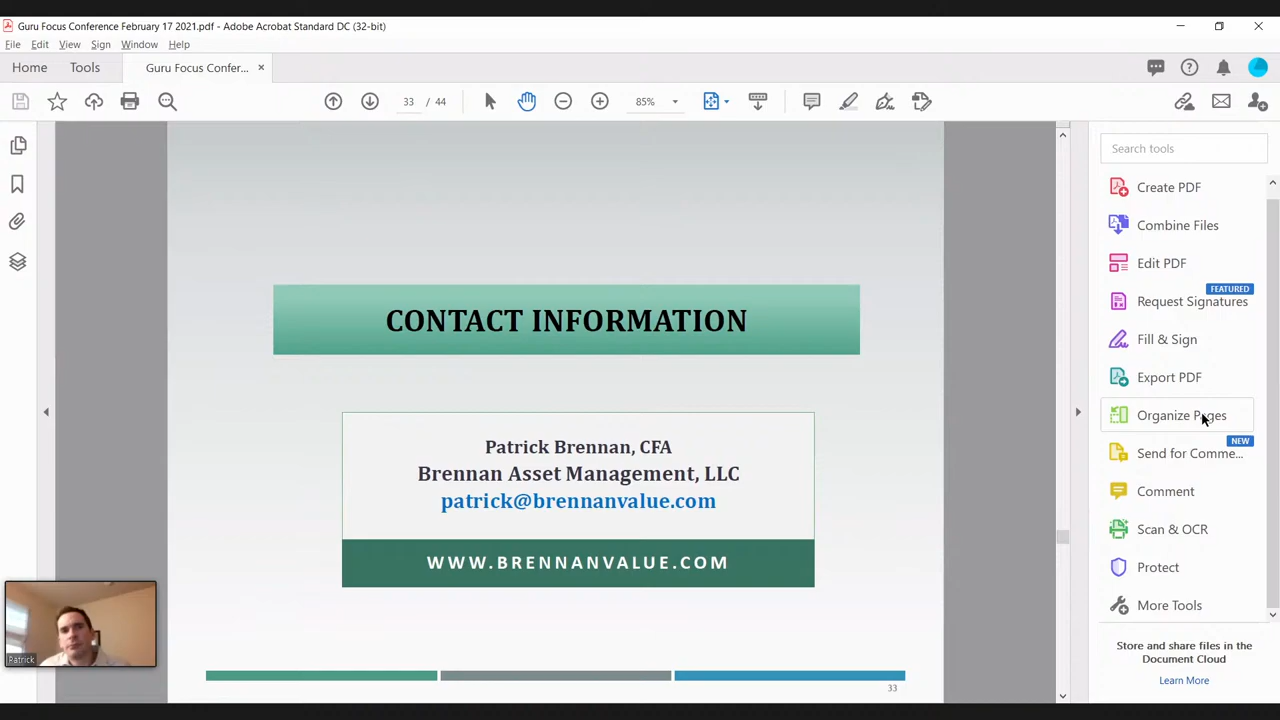 Guru Focus Conference February 17 2021.pdf - Adobe Acrobat Standard DC (32-bit)
File Edit View Sign Window Help
Home Tools Guru Focus Confer... ×
33 / 44 85%
Search tools
Create PDF
Combine Files
Edit PDF
FEATURED
Request Signatures
Fill & Sign
Export PDF
Organize Pages
NEW
Send for Comme...
Comment
Scan & OCR
Protect
More Tools
Store and share files in the
Document Cloud
Learn More
CONTACT INFORMATION
Patrick Brennan, CFA
Brennan Asset Management, LLC
patrick@brennanvalue.com
WWW.BRENNANVALUE.COM
33
Patrick